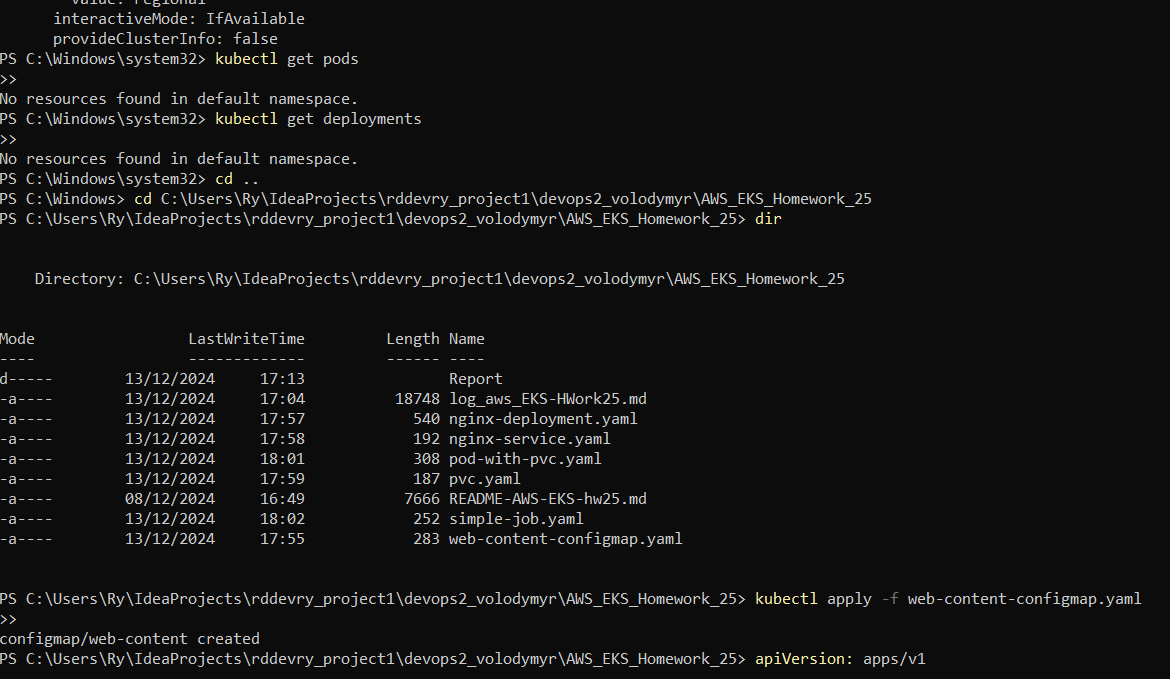 value: regional
interactiveMode: IfAvailable
provideClusterInfo: false
PS C:\Windows\system32> kubectl get pods
>>
No resources found in default namespace.
PS C:\Windows\system32> kubectl get deployments
>>
No resources found in default namespace.
PS C:\Windows\system32> cd ..
PS C:\Windows> cd C:\Users\Ry\IdeaProjects\rddevry_project1\devops2_volodymyr\AWS_EKS_Homework_25
PS C:\Users\Ry\IdeaProjects\rddevry_project1\devops2_volodymyr\AWS_EKS_Homework_25> dir
Directory: C:\Users\Ry\IdeaProjects\rddevry_project1\devops2_volodymyr\AWS_EKS_Homework_25
Mode LastWriteTime Length Name
---- ------------- ------ ----
d----- 13/12/2024 17:13 Report
-a---- 13/12/2024 17:04 18748 log_aws_EKS-HWork25.md
-a---- 13/12/2024 17:57 540 nginx-deployment.yaml
-a---- 13/12/2024 17:58 192 nginx-service.yaml
-a---- 13/12/2024 18:01 308 pod-with-pvc.yaml
-a---- 13/12/2024 17:59 187 pvc.yaml
-a---- 08/12/2024 16:49 7666 README-AWS-EKS-hw25.md
-a---- 13/12/2024 18:02 252 simple-job.yaml
-a---- 13/12/2024 17:55 283 web-content-configmap.yaml
PS C:\Users\Ry\IdeaProjects\rddevry_project1\devops2_volodymyr\AWS_EKS_Homework_25> kubectl apply -f web-content-configmap.yaml
>>
configmap/web-content created
PS C:\Users\Ry\IdeaProjects\rddevry_project1\devops2_volodymyr\AWS_EKS_Homework_25> apiVersion: apps/v1